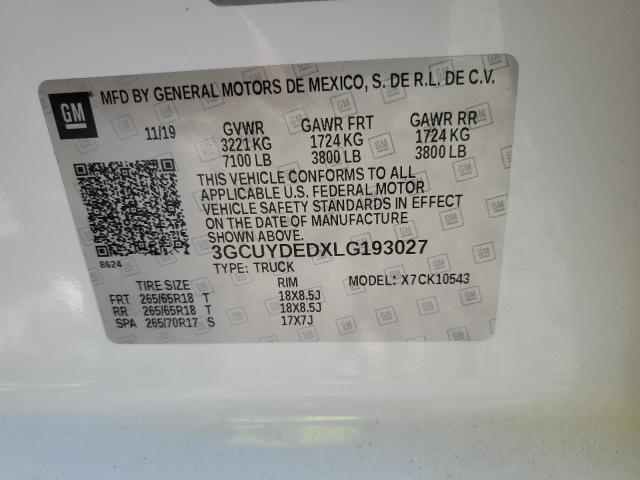 GM
MFD BY GENERAL MOTORS DE MEXICO, S. DE R.L. DE C.V.
11/19 GVWR GAWR FRT GAWR RR
3221 KG 1724 KG 1724 KG
7100 LB 3800 LB 3800 LB
THIS VEHICLE CONFORMS TO ALL
APPLICABLE U.S. FEDERAL MOTOR
VEHICLE SAFETY STANDARDS IN EFFECT
ON THE DATE OF MANUFACTURE
SHOWN ABOVE.
8624
3GCUYDEDXLG193027
TYPE: TRUCK MODEL: X7CK10543
TIRE SIZE RIM
FRT 265/65R18 T 18X8.5J
RR 265/65R18 T 18X8.5J
SPA 265/70R17 S 17X7J